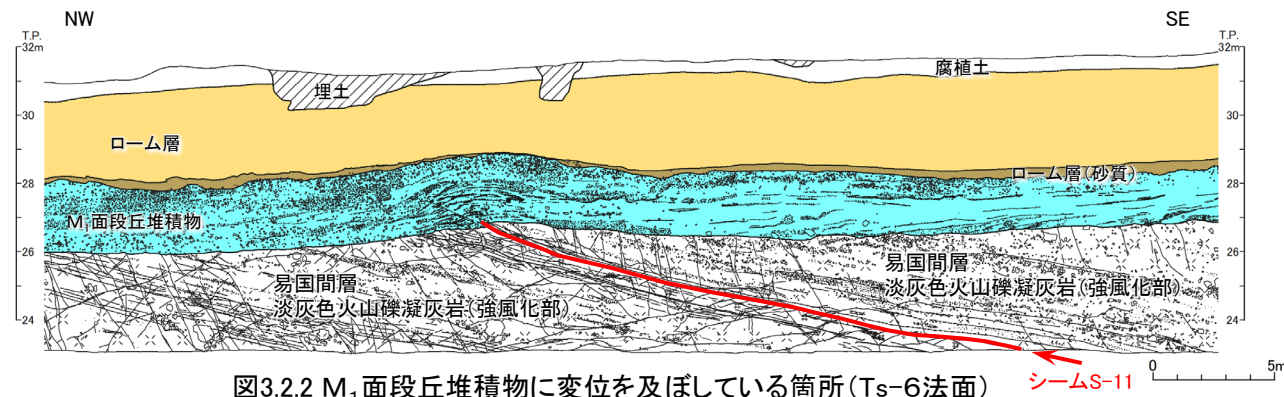 NW
SE
T.P.
T.P.
32m
32m
腐植土
埋土
30
30
ローム層
ローム層(砂質)
28
28
M₁面段丘堆積物
26
26
易国間層
淡灰色火山礫凝灰岩(強風化部)
易国間層
淡灰色火山礫凝灰岩(強風化部)
24
24
シームS-11
0
5m
図3.2.2 M₁面段丘堆積物に変位を及ぼしている箇所(Ts-6法面)